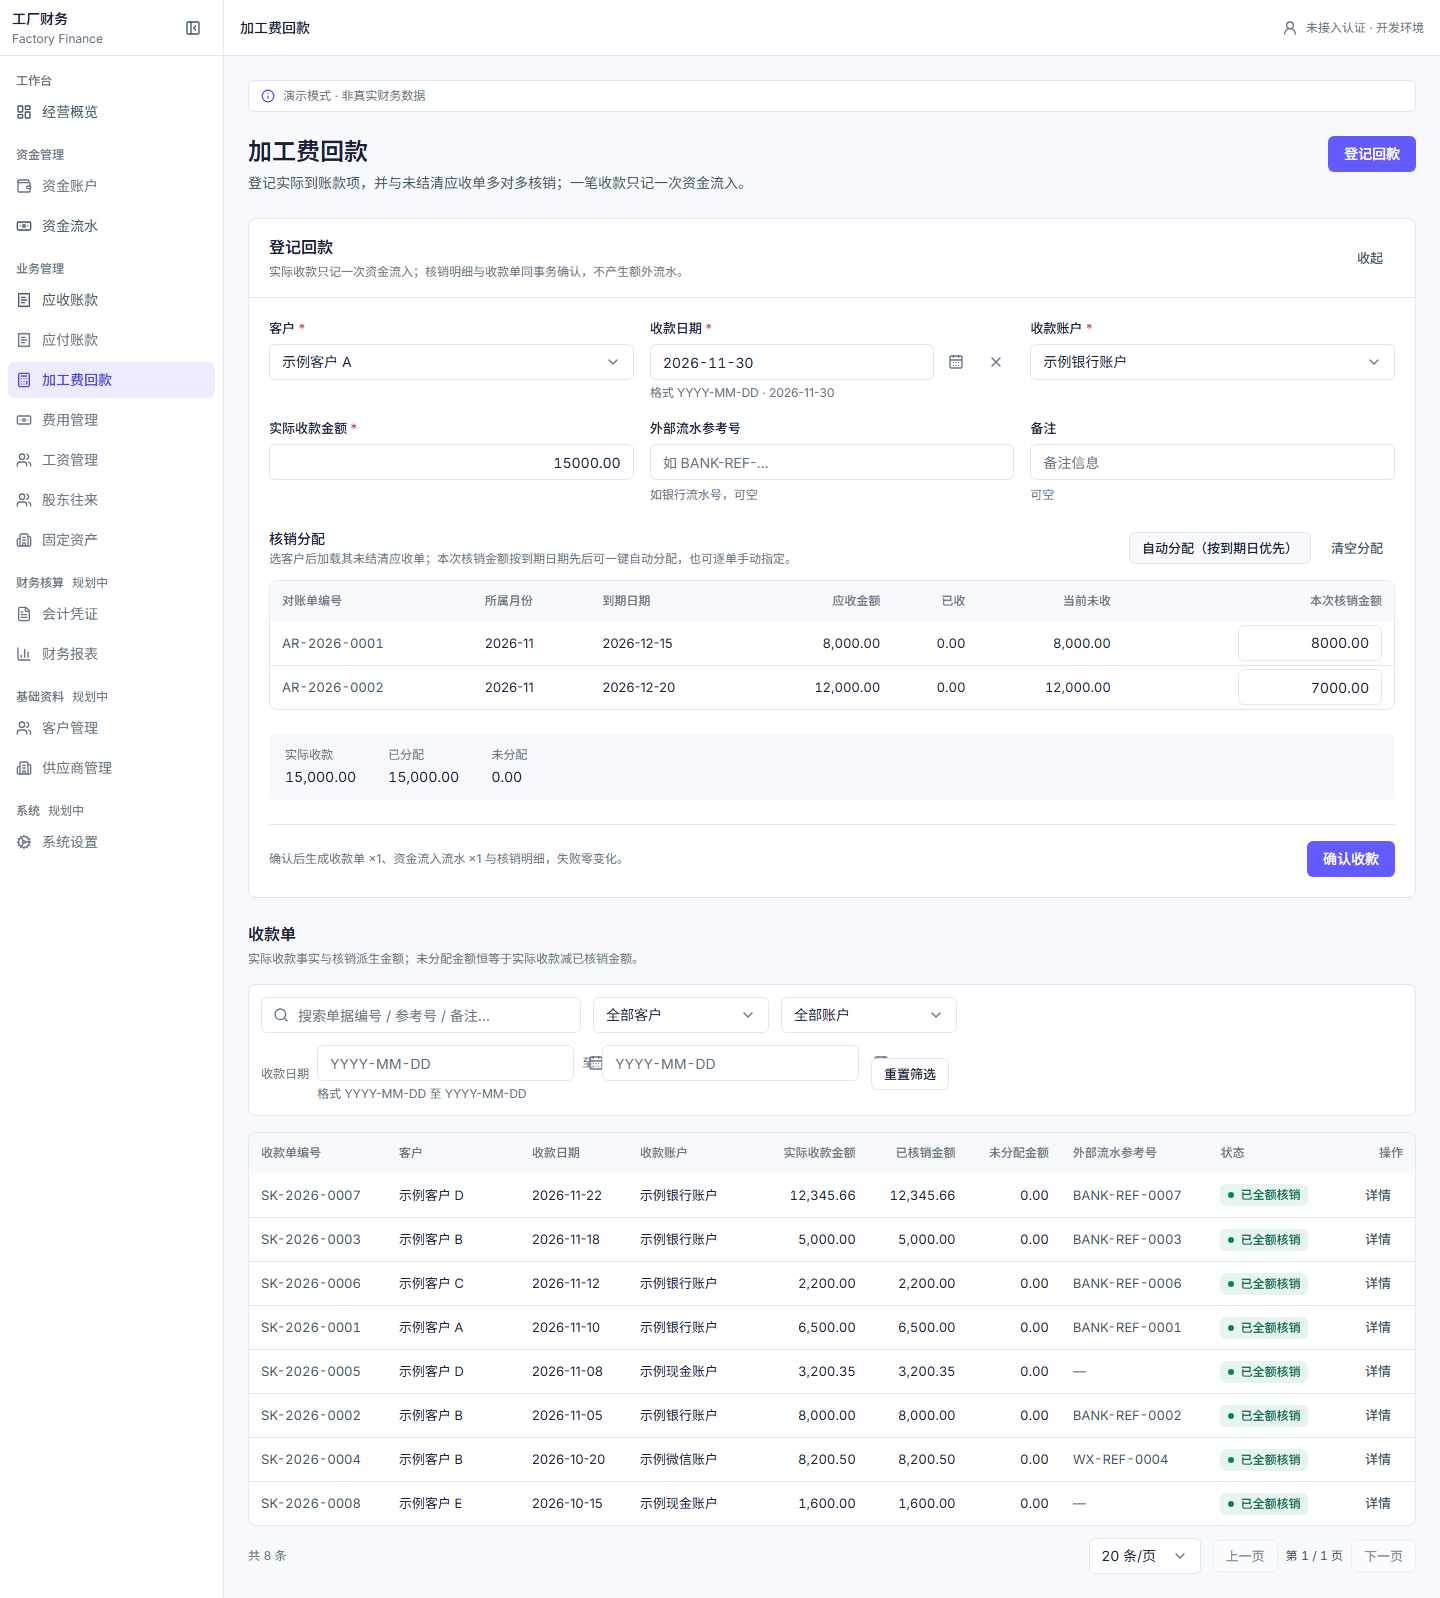 工厂财务
Factory Finance
工作台
经营概览
资金管理
资金账户
资金流水
业务管理
应收账款
应付账款
加工费回款
费用管理
工资管理
股东往来
固定资产
财务核算 规划中
会计凭证
财务报表
基础资料 规划中
客户管理
供应商管理
系统 规划中
系统设置
加工费回款
未接入认证 · 开发环境
演示模式 · 非真实财务数据
加工费回款
登记实际到账款项，并与未结清应收单多对多核销；一笔收款只记一次资金流入。
登记回款
登记回款
实际收款只记一次资金流入；核销明细与收款单同事务确认，不产生额外流水。
收起
客户 * 收款日期 * 收款账户 *
示例客户 A 2026-11-30 示例银行账户
格式 YYYY-MM-DD · 2026-11-30
实际收款金额 * 外部流水参考号 备注
15000.00 如 BANK-REF-... 备注信息
如银行流水号，可空 可空
核销分配
选客户后加载其未结清应收单；本次核销金额按到期日期先后可一键自动分配，也可逐单手动指定。
自动分配（按到期日优先） 清空分配
对账单编号 所属月份 到期日期 应收金额 已收 当前未收 本次核销金额
AR-2026-0001 2026-11 2026-12-15 8,000.00 0.00 8,000.00 8000.00
AR-2026-0002 2026-11 2026-12-20 12,000.00 0.00 12,000.00 7000.00
实际收款 已分配 未分配
15,000.00 15,000.00 0.00
确认后生成收款单 ×1、资金流入流水 ×1 与核销明细，失败零变化。
确认收款
收款单
实际收款事实与核销派生金额；未分配金额恒等于实际收款减已核销金额。
搜索单据编号 / 参考号 / 备注... 全部客户 全部账户
收款日期 YYYY-MM-DD 至 YYYY-MM-DD 重置筛选
格式 YYYY-MM-DD 至 YYYY-MM-DD
收款单编号 客户 收款日期 收款账户 实际收款金额 已核销金额 未分配金额 外部流水参考号 状态 操作
SK-2026-0007 示例客户 D 2026-11-22 示例银行账户 12,345.66 12,345.66 0.00 BANK-REF-0007 已全额核销 详情
SK-2026-0003 示例客户 B 2026-11-18 示例银行账户 5,000.00 5,000.00 0.00 BANK-REF-0003 已全额核销 详情
SK-2026-0006 示例客户 C 2026-11-12 示例银行账户 2,200.00 2,200.00 0.00 BANK-REF-0006 已全额核销 详情
SK-2026-0001 示例客户 A 2026-11-10 示例银行账户 6,500.00 6,500.00 0.00 BANK-REF-0001 已全额核销 详情
SK-2026-0005 示例客户 D 2026-11-08 示例现金账户 3,200.35 3,200.35 0.00 — 已全额核销 详情
SK-2026-0002 示例客户 B 2026-11-05 示例银行账户 8,000.00 8,000.00 0.00 BANK-REF-0002 已全额核销 详情
SK-2026-0004 示例客户 B 2026-10-20 示例微信账户 8,200.50 8,200.50 0.00 WX-REF-0004 已全额核销 详情
SK-2026-0008 示例客户 E 2026-10-15 示例现金账户 1,600.00 1,600.00 0.00 — 已全额核销 详情
共 8 条
20 条/页 上一页 第 1 / 1 页 下一页